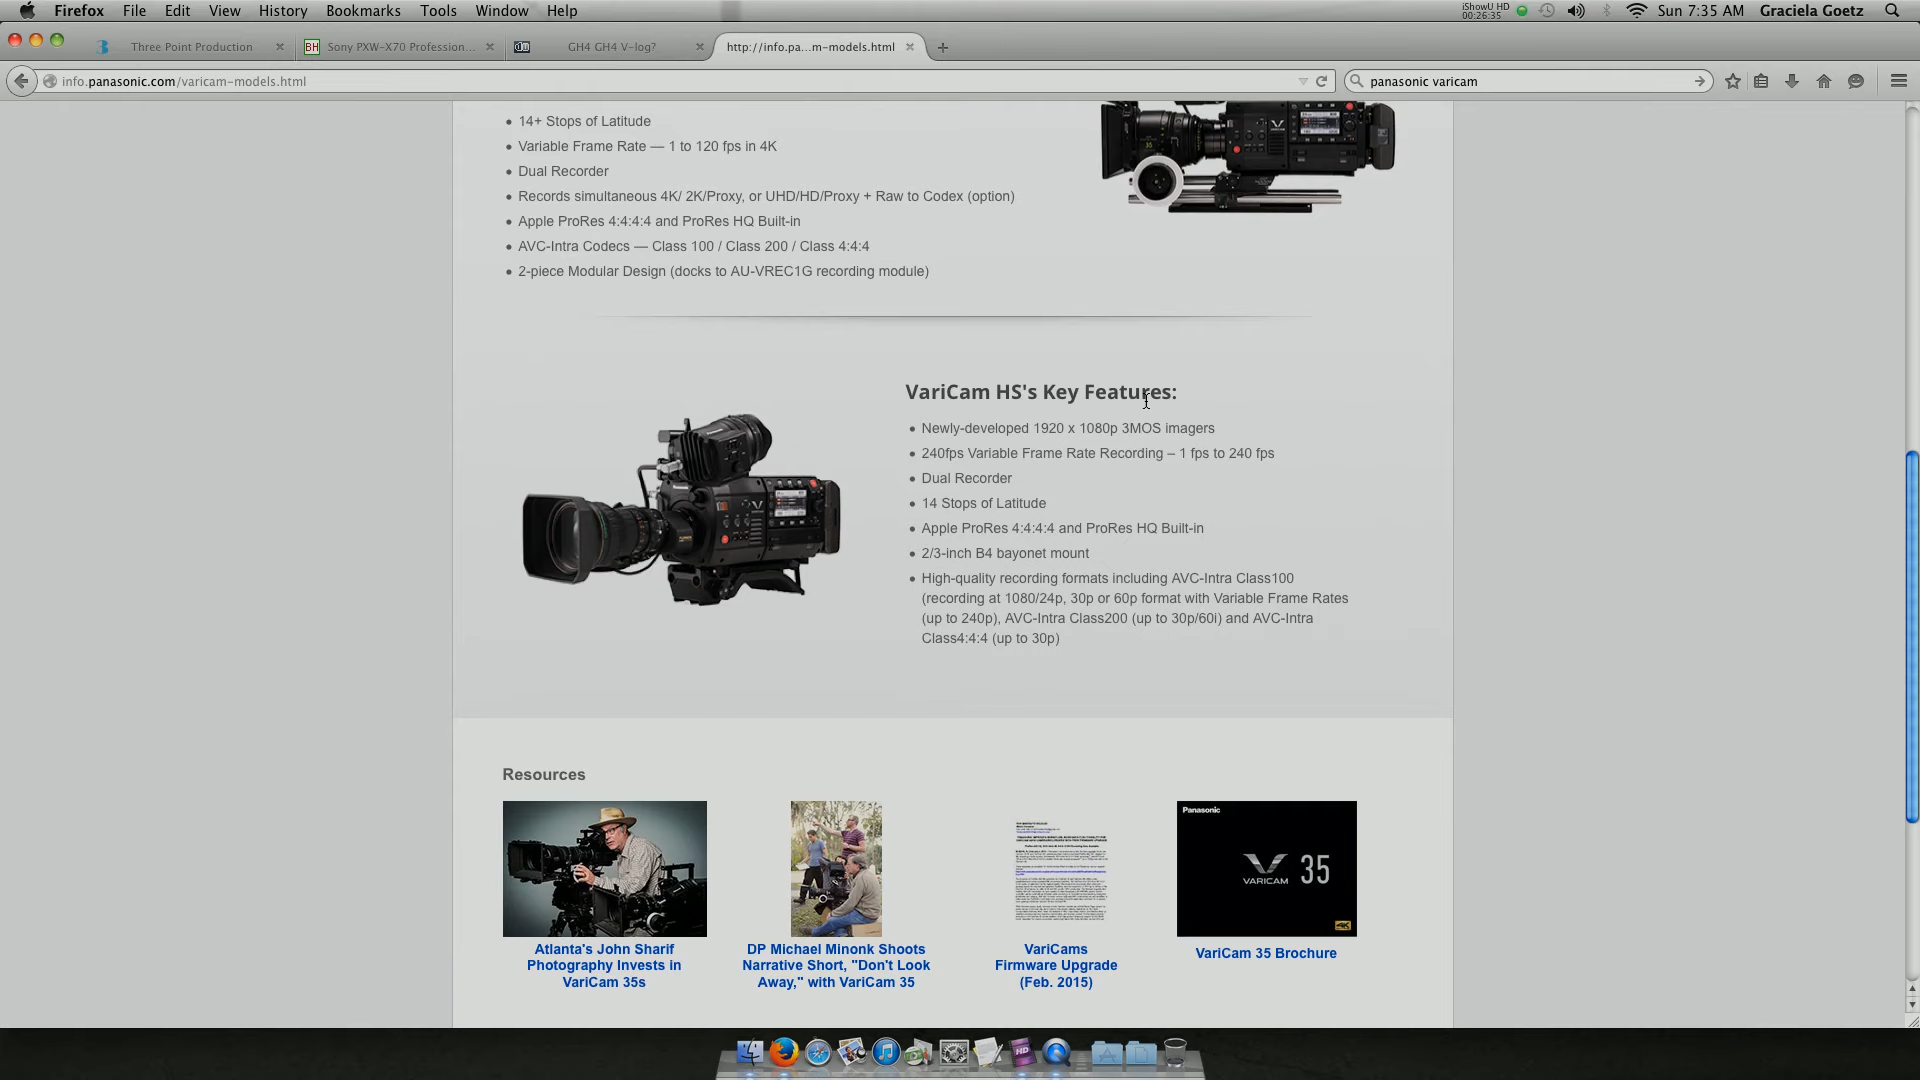 Firefox File Edit View History Bookmarks Tools Window Help iShowU HD 00:26:35 Sun 7:35 AM Graciela Goetz
Three Point Production BH Sony PXW-X70 Profession... GH4 GH4 V-log? http://info.pa...m-models.html
info.panasonic.com/varicam-models.html panasonic varicam
• 14+ Stops of Latitude
• Variable Frame Rate — 1 to 120 fps in 4K
• Dual Recorder
• Records simultaneous 4K/ 2K/Proxy, or UHD/HD/Proxy + Raw to Codex (option)
• Apple ProRes 4:4:4:4 and ProRes HQ Built-in
• AVC-Intra Codecs — Class 100 / Class 200 / Class 4:4:4
• 2-piece Modular Design (docks to AU-VREC1G recording module)
VariCam HS's Key Features:
• Newly-developed 1920 x 1080p 3MOS imagers
• 240fps Variable Frame Rate Recording – 1 fps to 240 fps
• Dual Recorder
• 14 Stops of Latitude
• Apple ProRes 4:4:4:4 and ProRes HQ Built-in
• 2/3-inch B4 bayonet mount
• High-quality recording formats including AVC-Intra Class100
(recording at 1080/24p, 30p or 60p format with Variable Frame Rates
(up to 240p), AVC-Intra Class200 (up to 30p/60i) and AVC-Intra
Class4:4:4 (up to 30p)
Resources
Panasonic
VARICAM 35
4K
Atlanta's John Sharif
Photography Invests in
VariCam 35s
DP Michael Minonk Shoots
Narrative Short, "Don't Look
Away," with VariCam 35
VariCams
Firmware Upgrade
(Feb. 2015)
VariCam 35 Brochure
HD